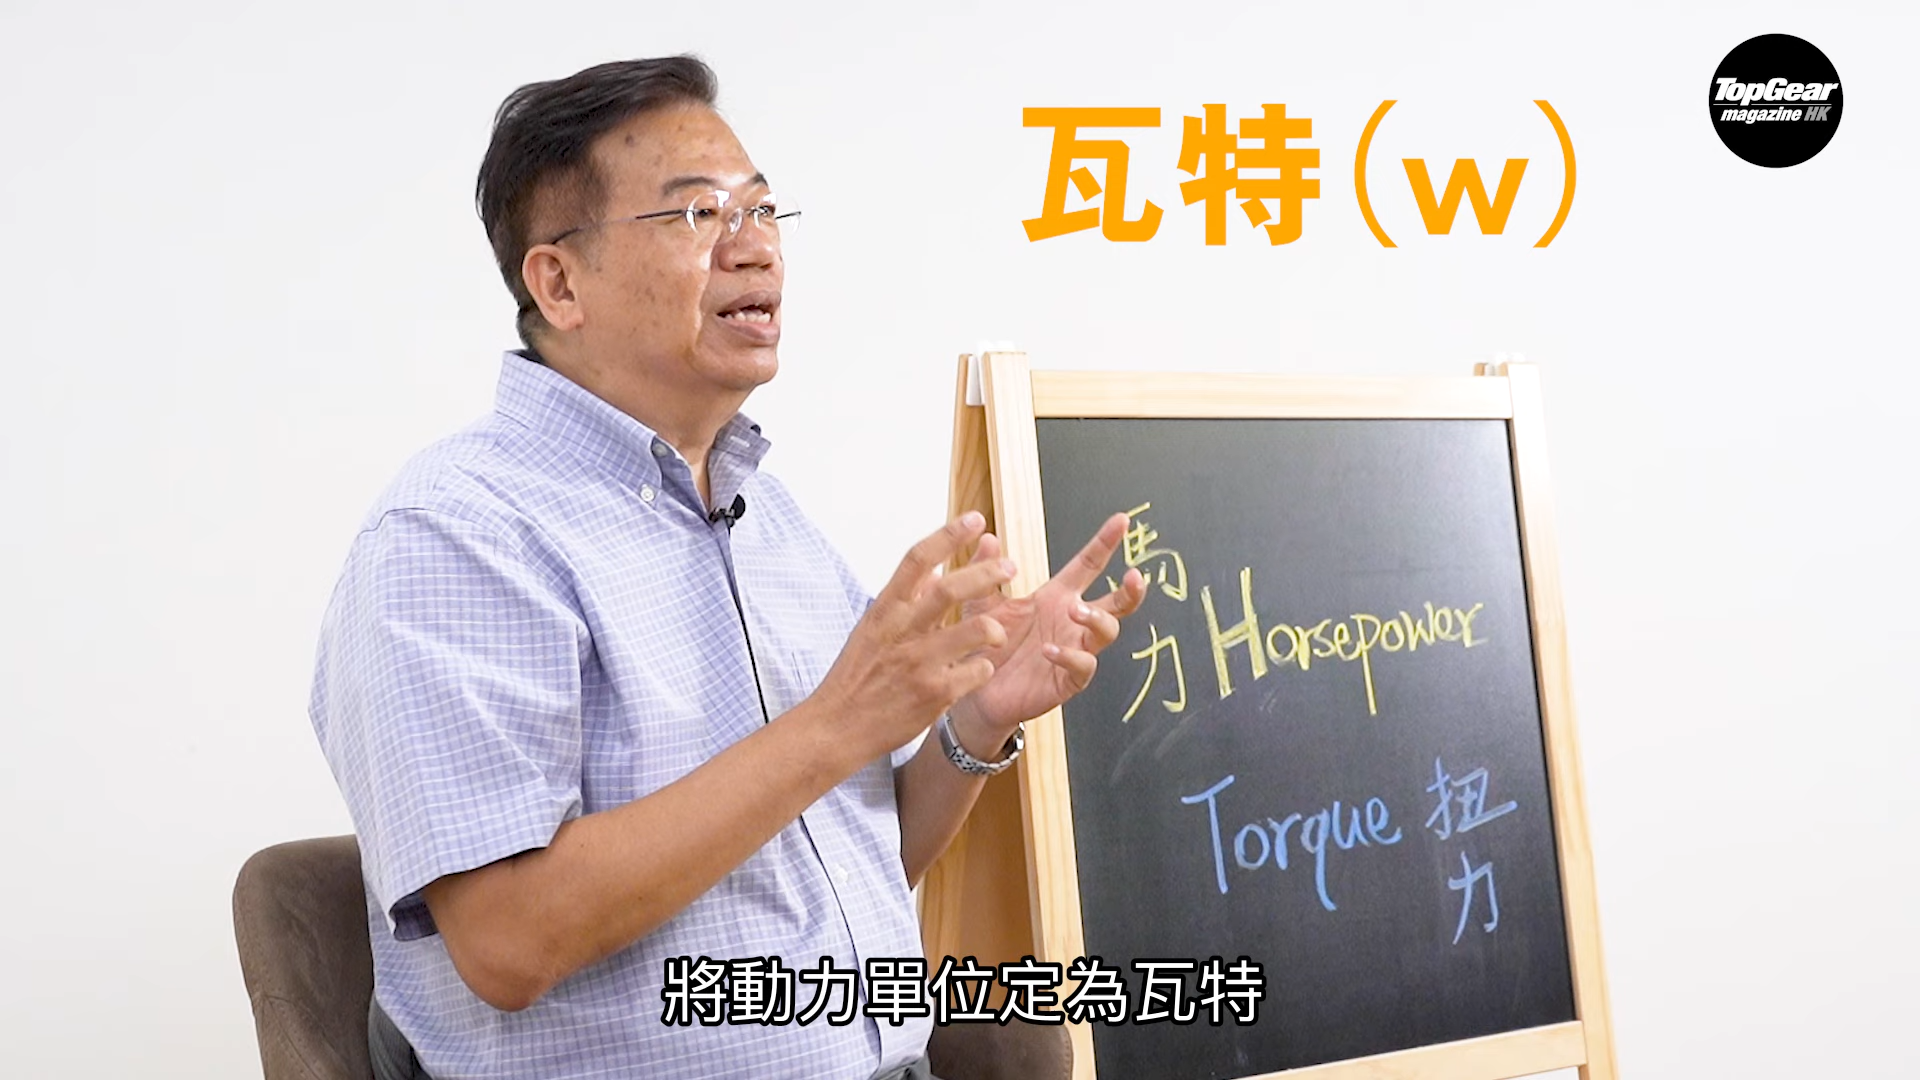 瓦特(w)
TopGear
magazine HK
馬力 Horsepower
Torque 扭力
將動力單位定為瓦特